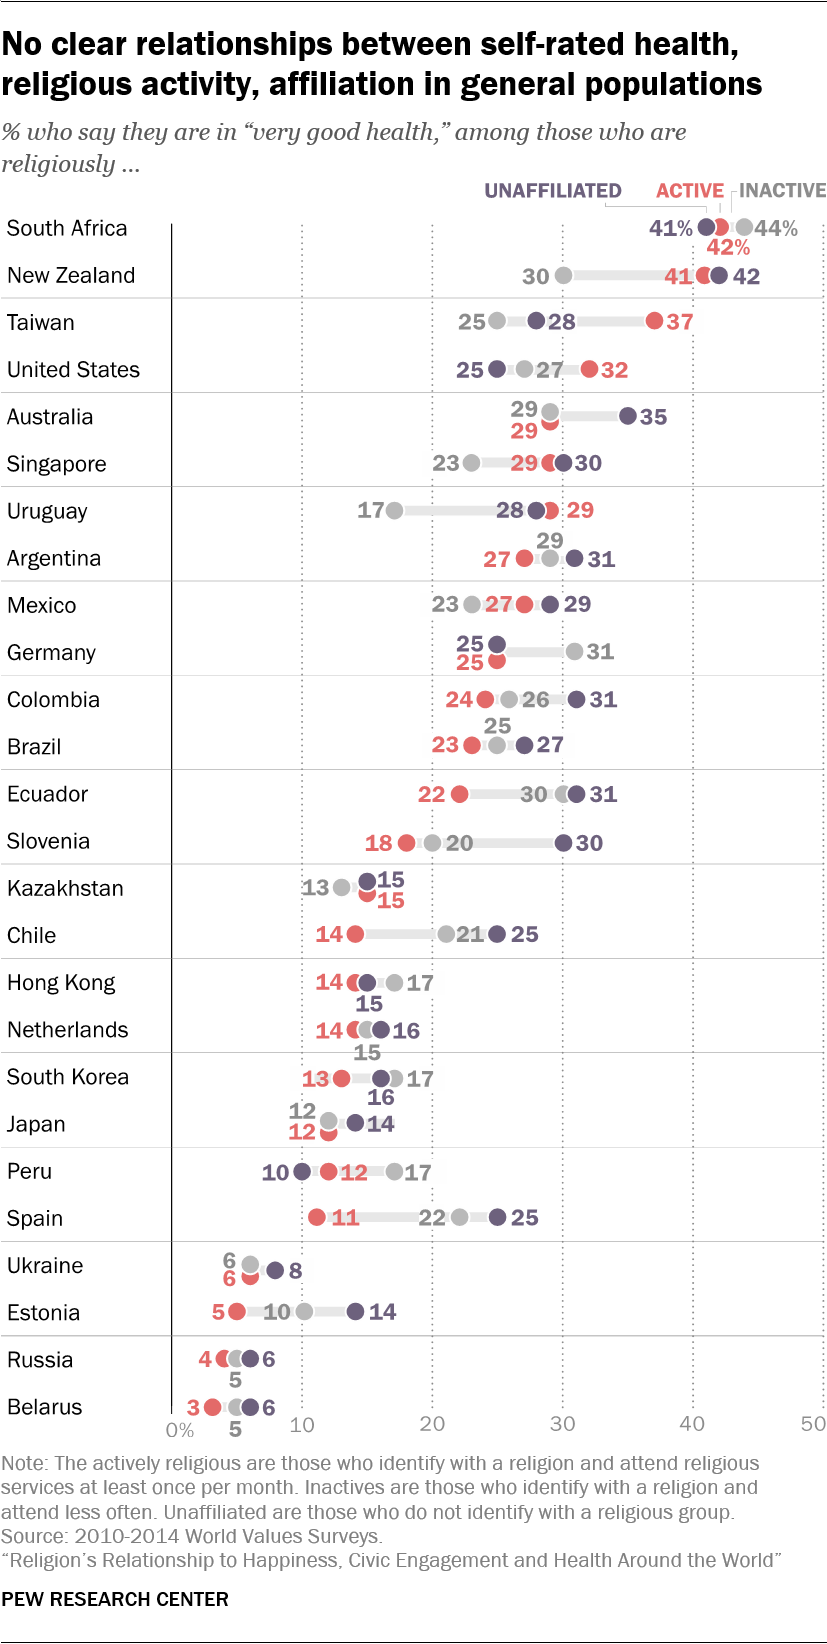 No clear relationships between self-rated health,
religious activity, affiliation in general populations
% who say they are in “very good health,” among those who are
religiously ...
UNAFFILIATED ACTIVE INACTIVE
South Africa 41% 42% 44%
New Zealand 30 41 42
Taiwan 25 28 37
United States 25 27 32
Australia 29 29 35
Singapore 23 29 30
Uruguay 17 28 29
Argentina 27 29 31
Mexico 23 27 29
Germany 25 25 31
Colombia 24 26 31
Brazil 23 25 27
Ecuador 22 30 31
Slovenia 18 20 30
Kazakhstan 13 15 15
Chile 14 21 25
Hong Kong 14 15 17
Netherlands 14 15 16
South Korea 13 16 17
Japan 12 12 14
Peru 10 12 17
Spain 11 22 25
Ukraine 6 6 8
Estonia 5 10 14
Russia 4 5 6
Belarus 3 5 6
0% 10 20 30 40 50
Note: The actively religious are those who identify with a religion and attend religious
services at least once per month. Inactives are those who identify with a religion and
attend less often. Unaffiliated are those who do not identify with a religious group.
Source: 2010-2014 World Values Surveys.
“Religion’s Relationship to Happiness, Civic Engagement and Health Around the World”
PEW RESEARCH CENTER